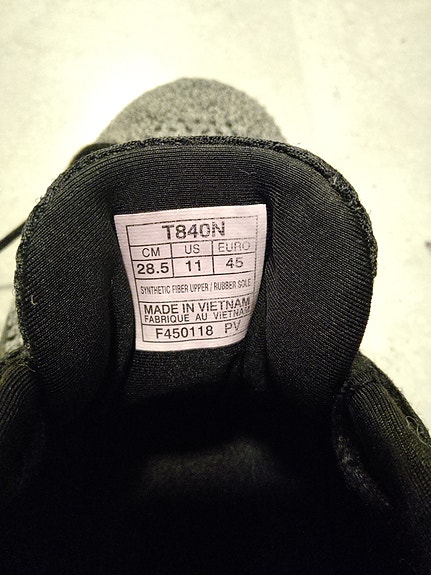 T840N
CM US EURO
28.5 11 45
SYNTHETIC FIBER UPPER / RUBBER SOLE
MADE IN VIETNAM
FABRIQUE AU VIETNAM
F450118 PV